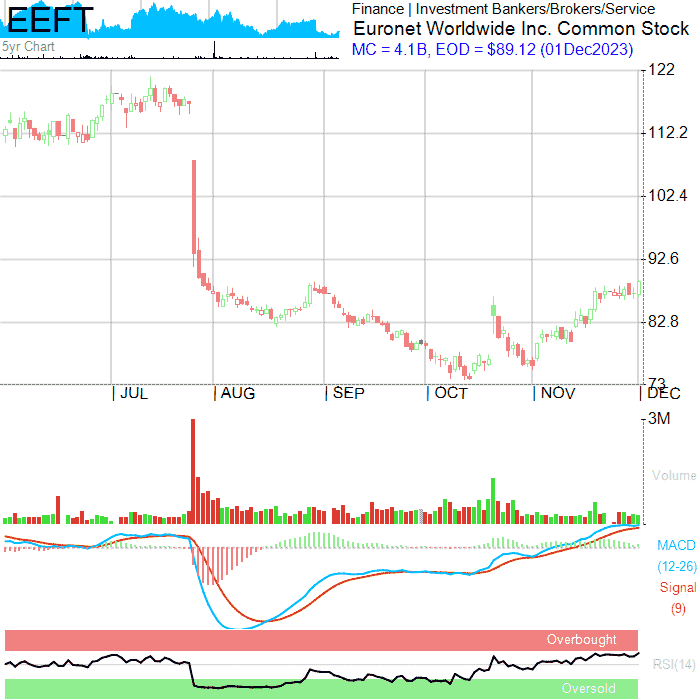 EEFT
5yr Chart
Finance | Investment Bankers/Brokers/Service
Euronet Worldwide Inc. Common Stock
MC = 4.1B, EOD = $89.12 (01Dec2023)
122
112.2
102.4
92.6
82.8
73
JUL AUG SEP OCT NOV DEC
3M
Volume
MACD
(12-26)
Signal
(9)
Overbought
RSI(14)
Oversold